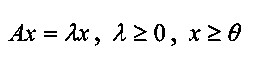 Ax = λx , λ ≥ 0 , x ≥ θ